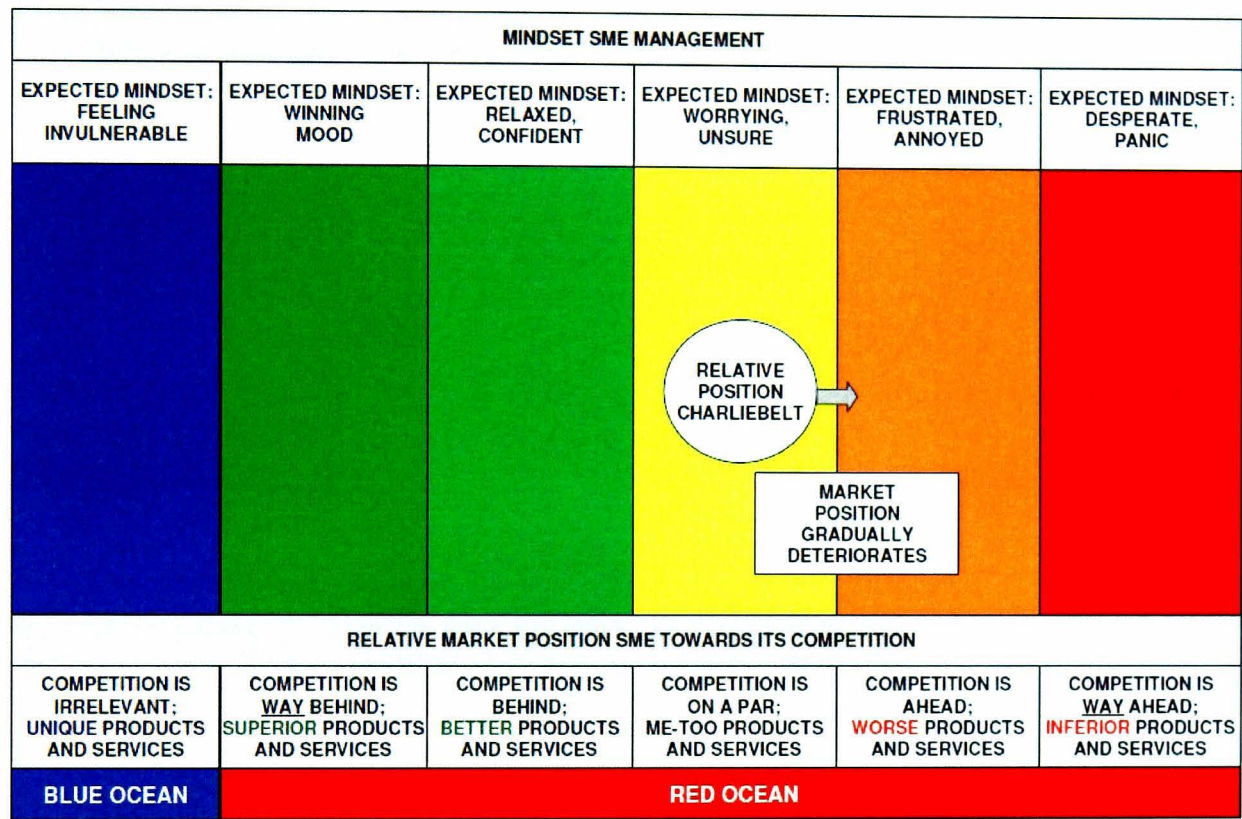 MINDSET SME MANAGEMENT
EXPECTED MINDSET:
FEELING
INVULNERABLE
EXPECTED MINDSET:
WINNING
MOOD
EXPECTED MINDSET:
RELAXED,
CONFIDENT
EXPECTED MINDSET:
WORRYING,
UNSURE
EXPECTED MINDSET:
FRUSTRATED,
ANNOYED
EXPECTED MINDSET:
DESPERATE,
PANIC
RELATIVE
POSITION
CHARLIEBELT
MARKET
POSITION
GRADUALLY
DETERIORATES
RELATIVE MARKET POSITION SME TOWARDS ITS COMPETITION
COMPETITION IS
IRRELEVANT;
UNIQUE PRODUCTS
AND SERVICES
COMPETITION IS
WAY BEHIND;
SUPERIOR PRODUCTS
AND SERVICES
COMPETITION IS
BEHIND;
BETTER PRODUCTS
AND SERVICES
COMPETITION IS
ON A PAR;
ME-TOO PRODUCTS
AND SERVICES
COMPETITION IS
AHEAD;
WORSE PRODUCTS
AND SERVICES
COMPETITION IS
WAY AHEAD;
INFERIOR PRODUCTS
AND SERVICES
BLUE OCEAN
RED OCEAN